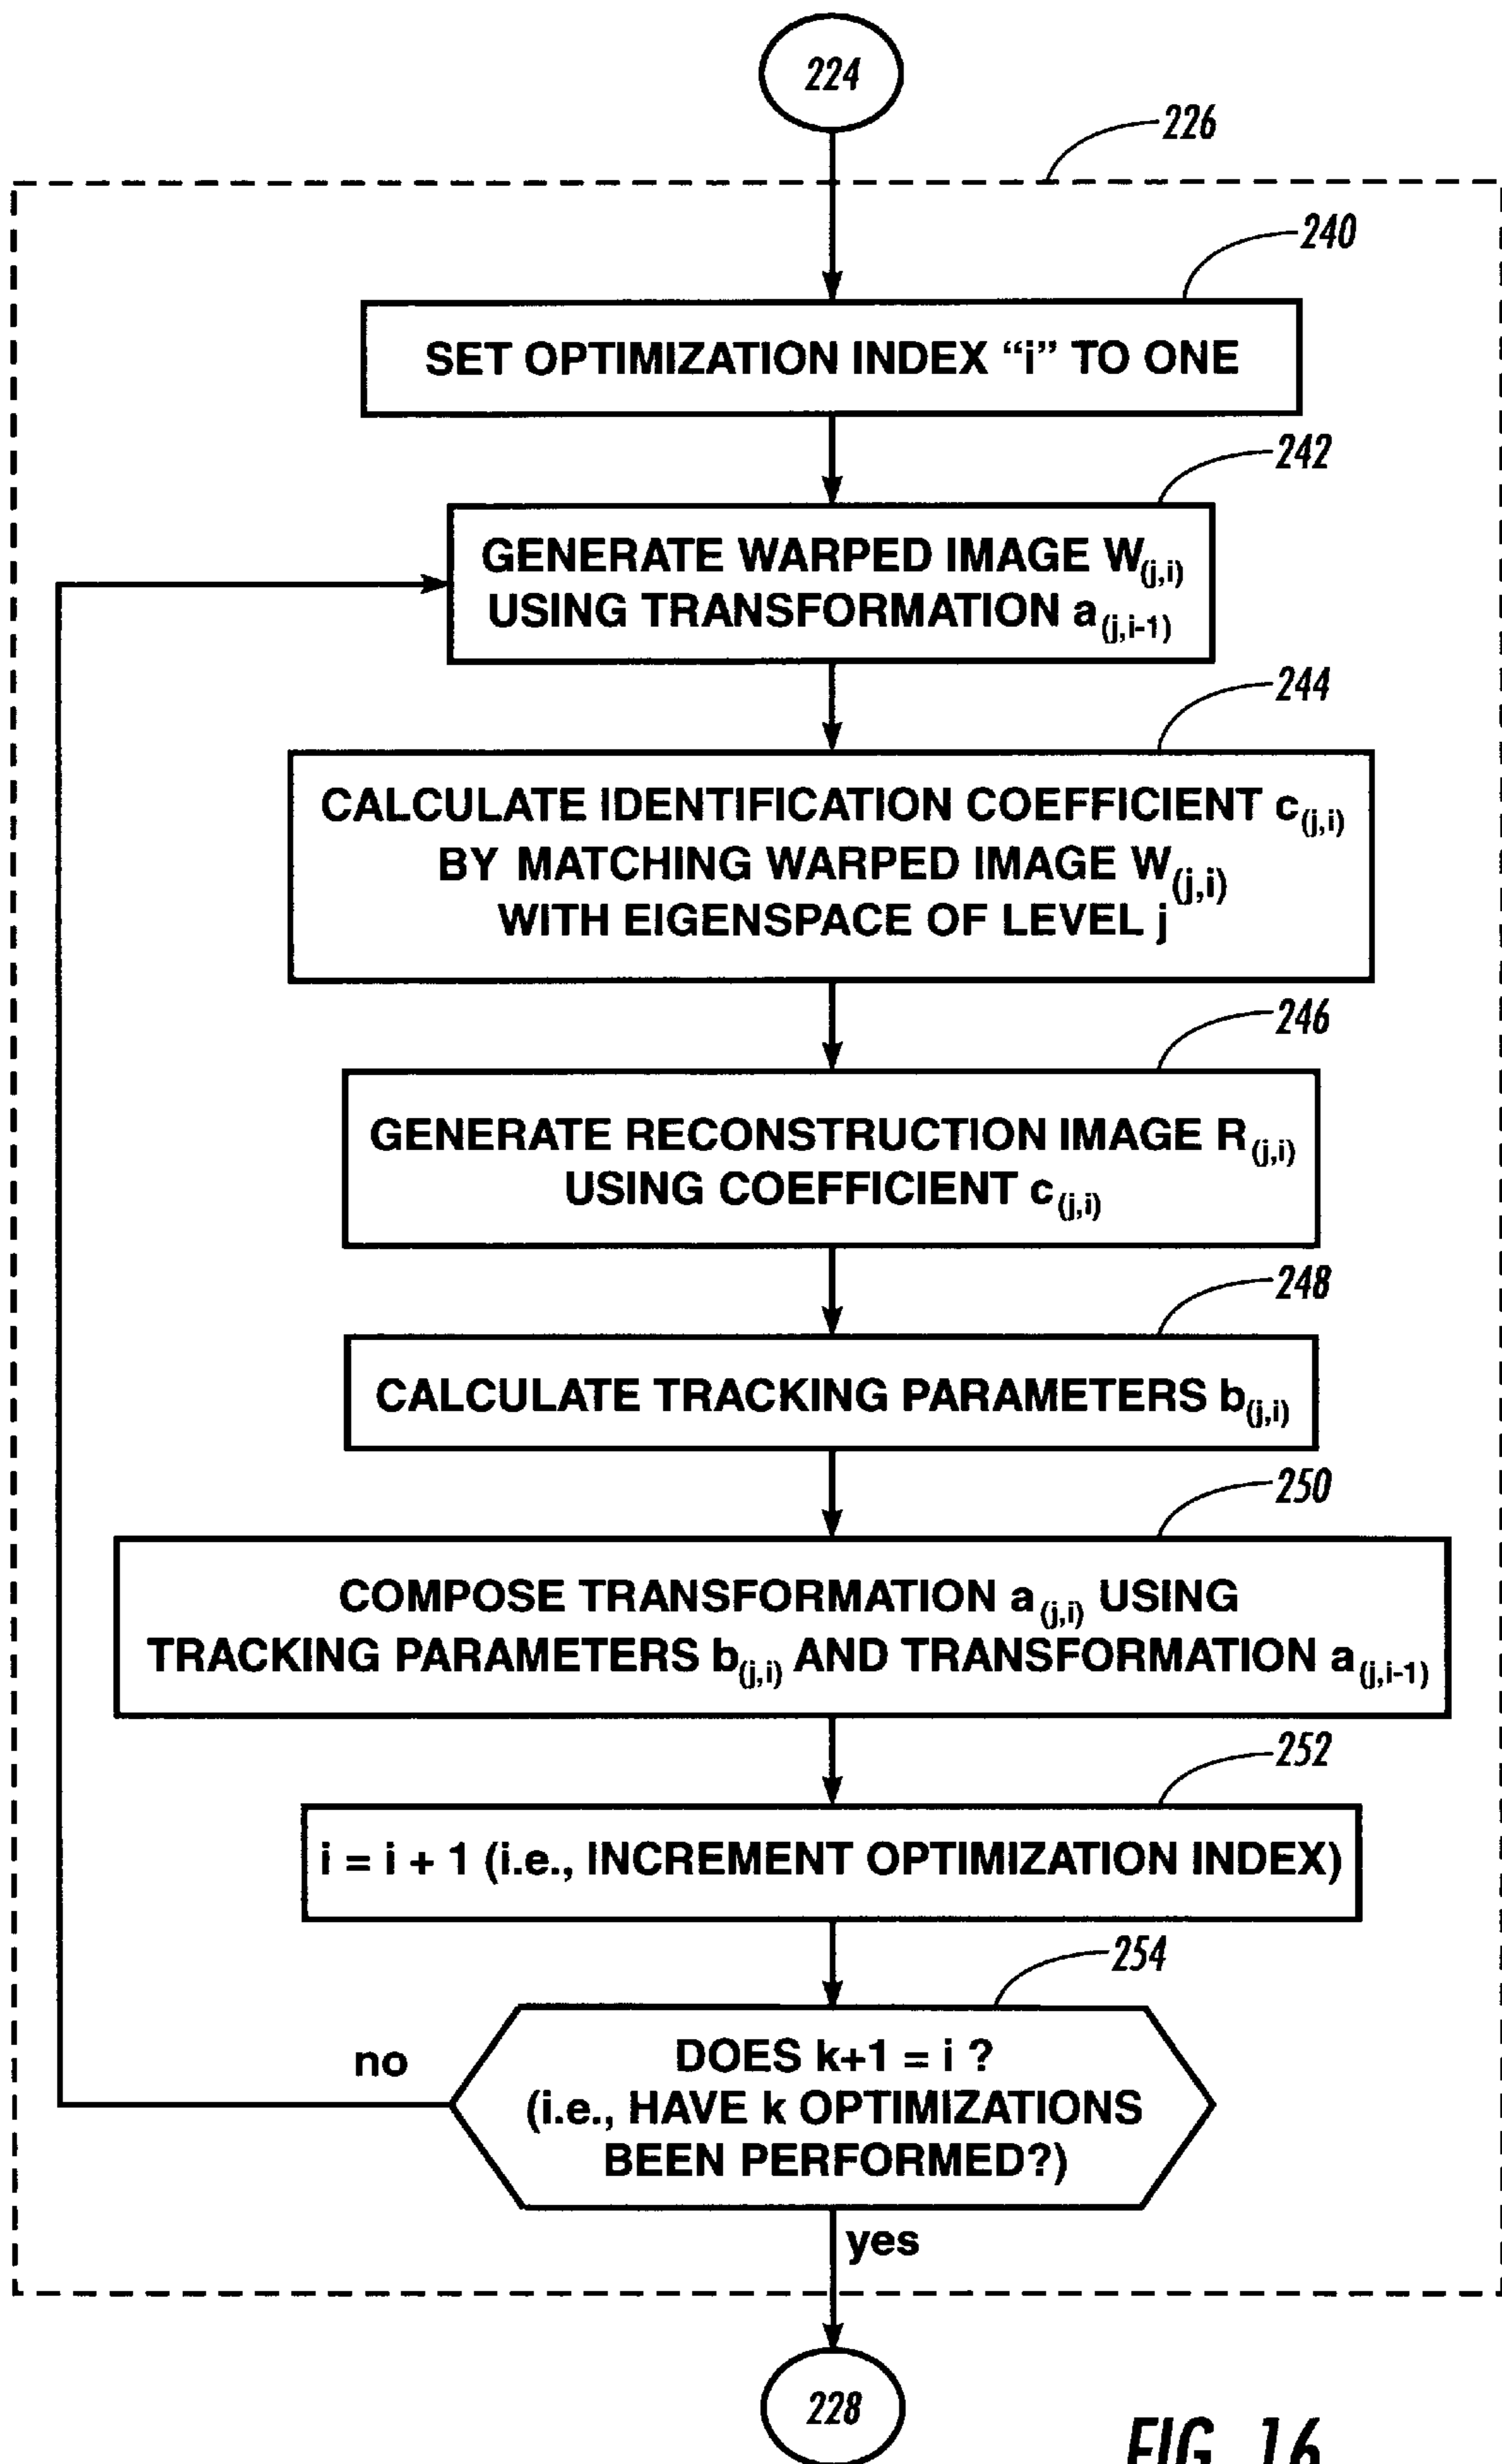 224
226
240
SET OPTIMIZATION INDEX “i” TO ONE
242
GENERATE WARPED IMAGE W(j,i)
USING TRANSFORMATION a(j,i-1)
244
CALCULATE IDENTIFICATION COEFFICIENT c(j,i)
BY MATCHING WARPED IMAGE W(j,i)
WITH EIGENSPACE OF LEVEL j
246
GENERATE RECONSTRUCTION IMAGE R(j,i)
USING COEFFICIENT c(j,i)
248
CALCULATE TRACKING PARAMETERS b(j,i)
250
COMPOSE TRANSFORMATION a(j,i) USING
TRACKING PARAMETERS b(j,i) AND TRANSFORMATION a(j,i-1)
252
i = i + 1 (i.e., INCREMENT OPTIMIZATION INDEX)
254
no
DOES k+1 = i ?
(i.e., HAVE k OPTIMIZATIONS
BEEN PERFORMED?)
yes
228
FIG. 16